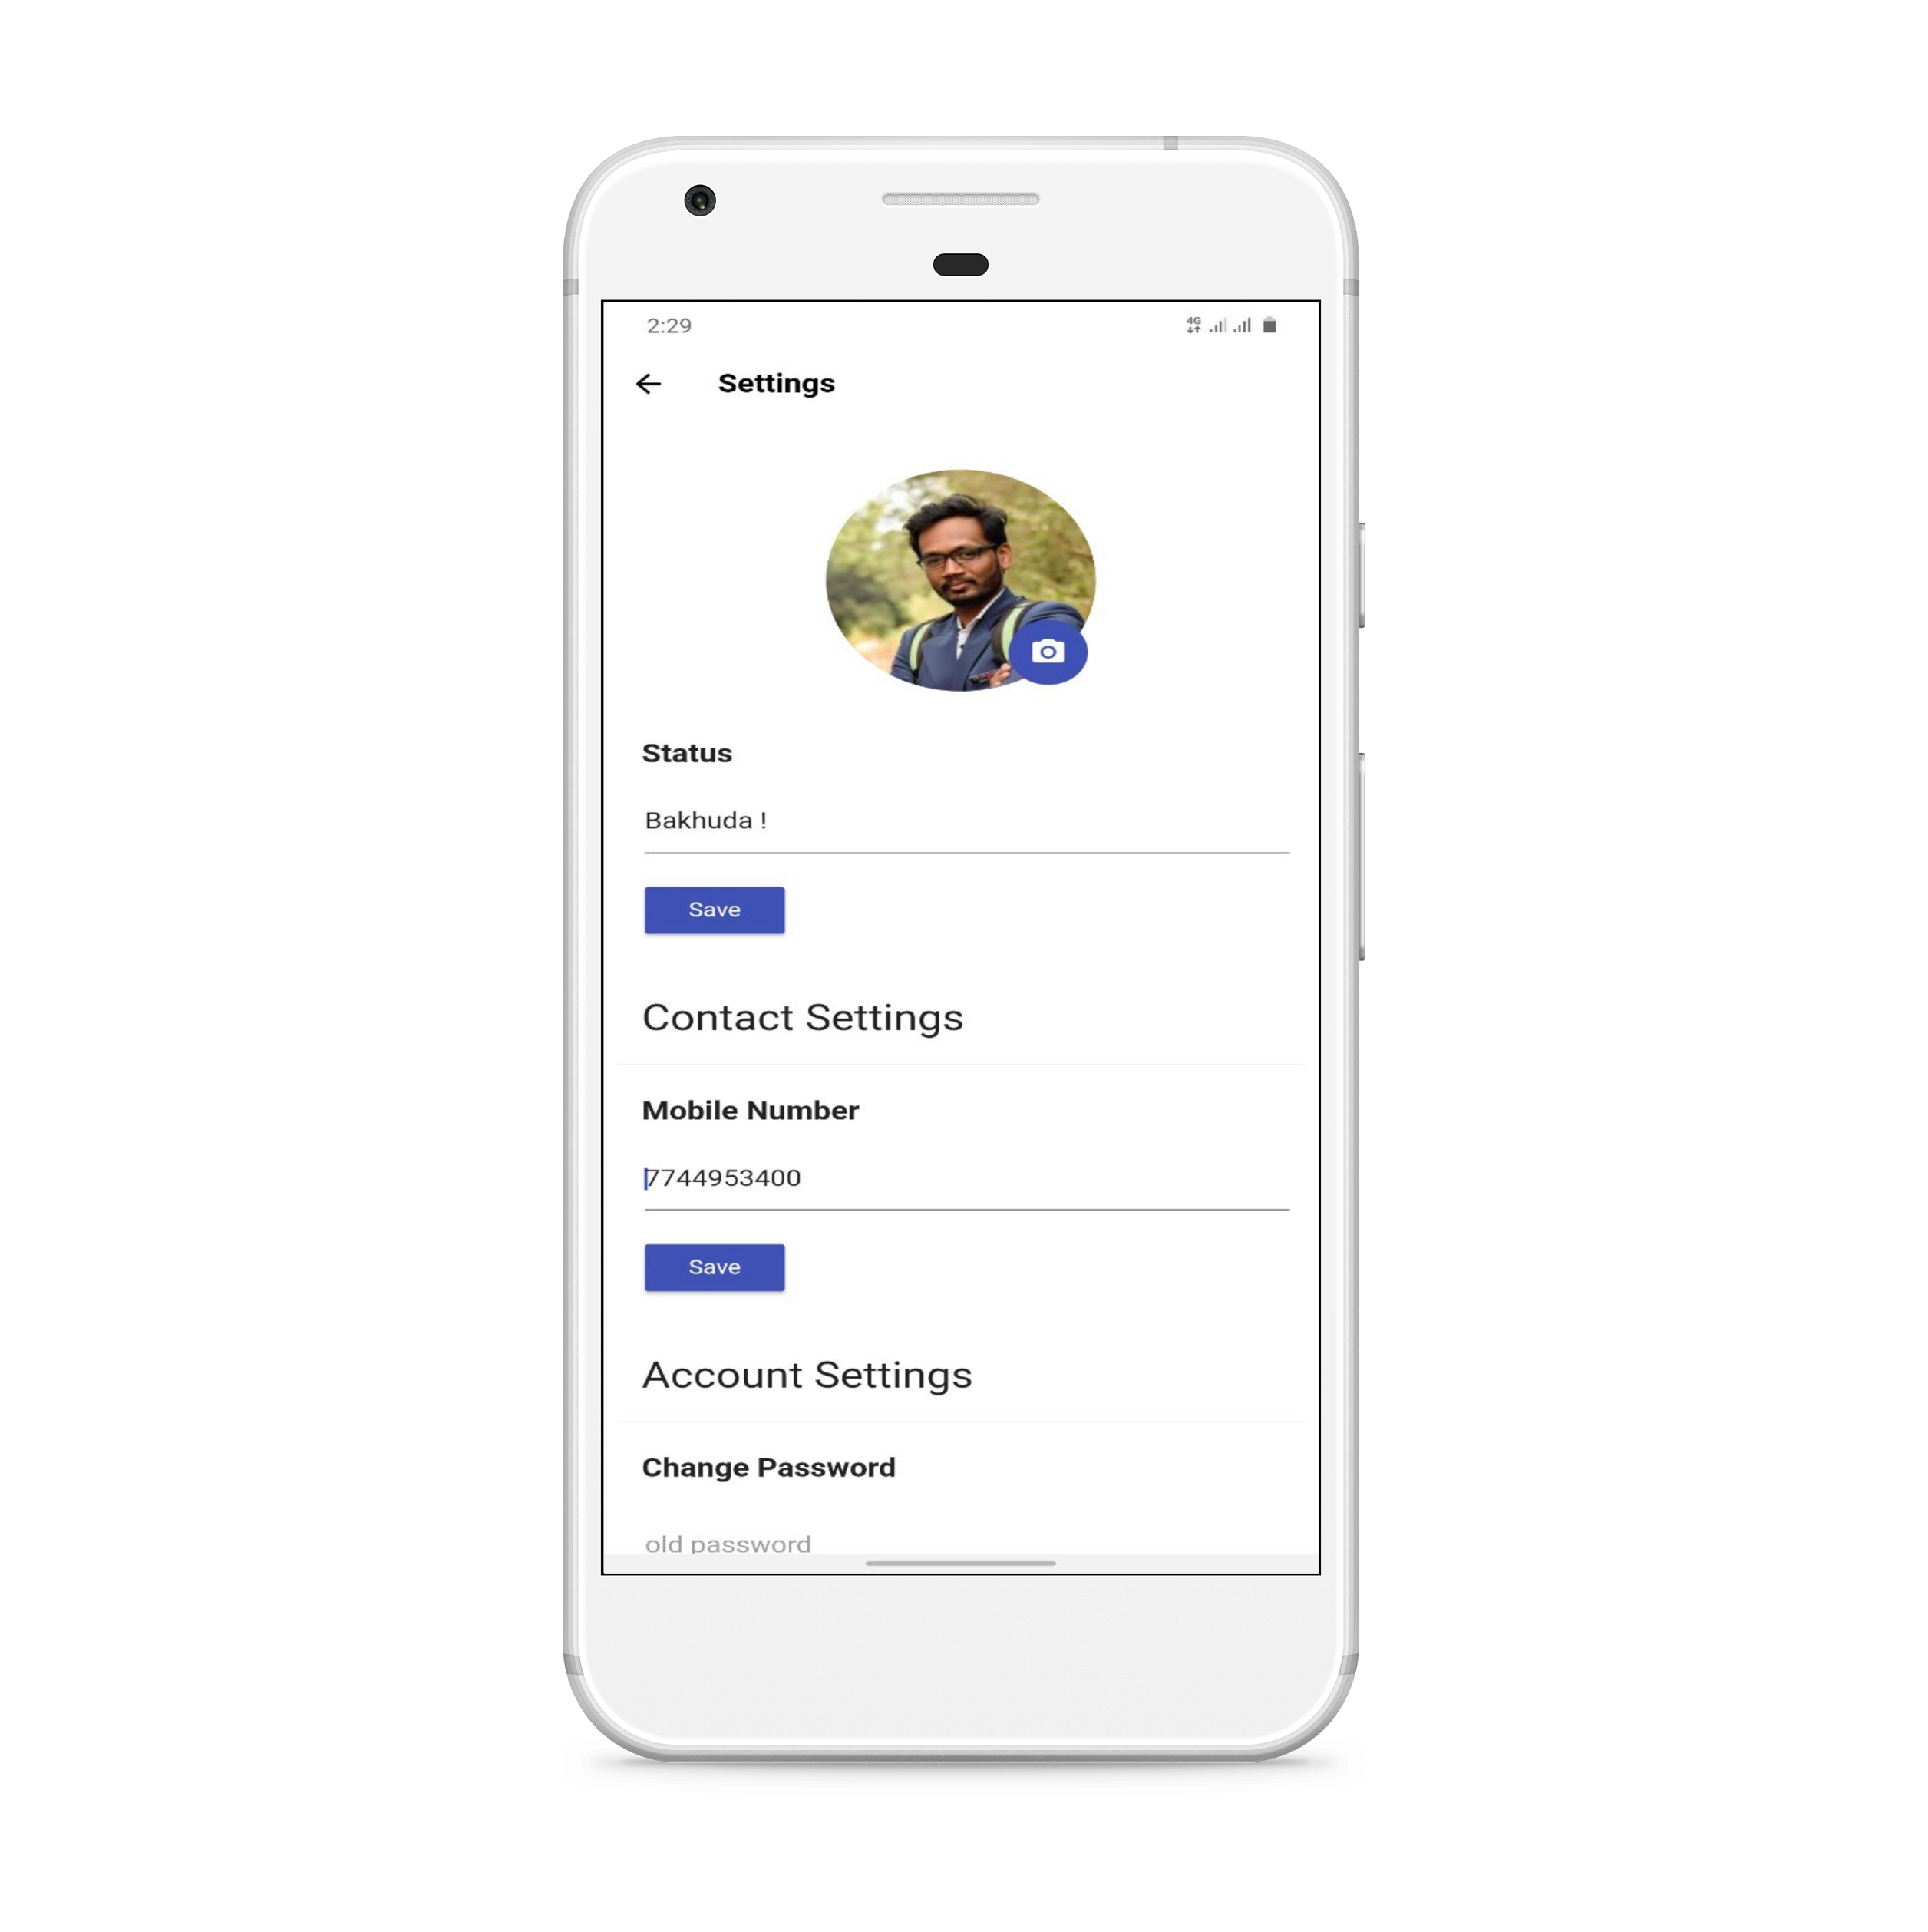 2:29
4G
Settings
Status
Bakhuda !
Save
Contact Settings
Mobile Number
7744953400
Save
Account Settings
Change Password
old password